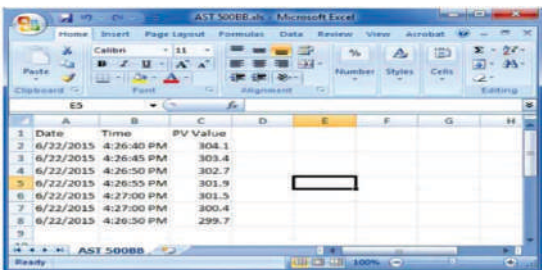 AST 500BB.xls - Microsoft Excel
Home Insert Page Layout Formulas Data Review View Acrobat
Paste
Calibri 11
B I U A A
A
%
Number Styles Cells
Σ
Clipboard Font Alignment Editing
E5 fx
A B C D E F G H
1 Date Time PV Value
2 6/22/2015 4:26:40 PM 304.1
3 6/22/2015 4:26:45 PM 303.4
4 6/22/2015 4:26:50 PM 302.7
5 6/22/2015 4:26:55 PM 301.9
6 6/22/2015 4:27:00 PM 301.5
7 6/22/2015 4:27:00 PM 300.4
8 6/22/2015 4:26:50 PM 299.7
9
AST 500BB
Ready 100%